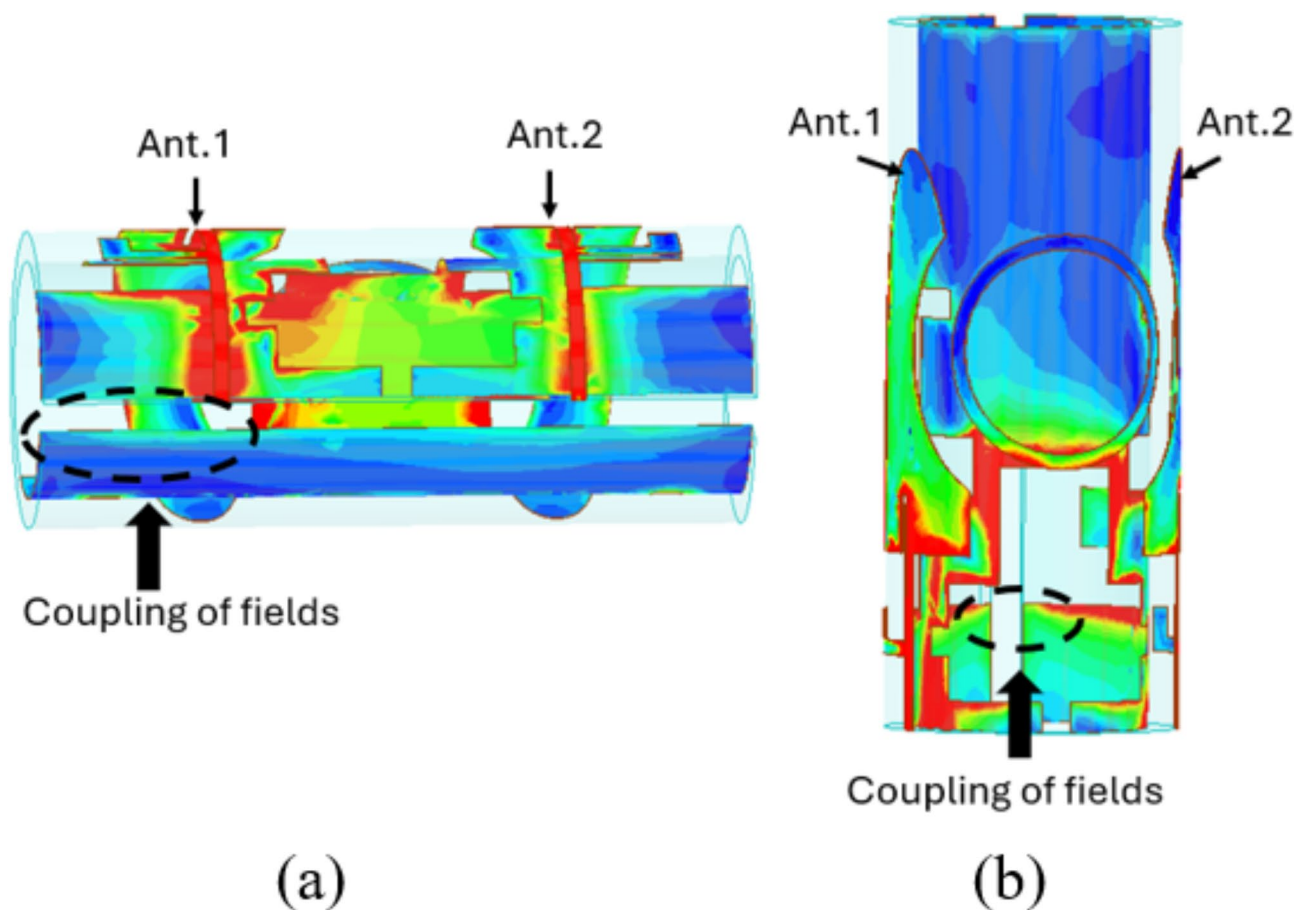 Ant.1
Ant.2
Coupling of fields
(a)
Ant.1
Ant.2
Coupling of fields
(b)